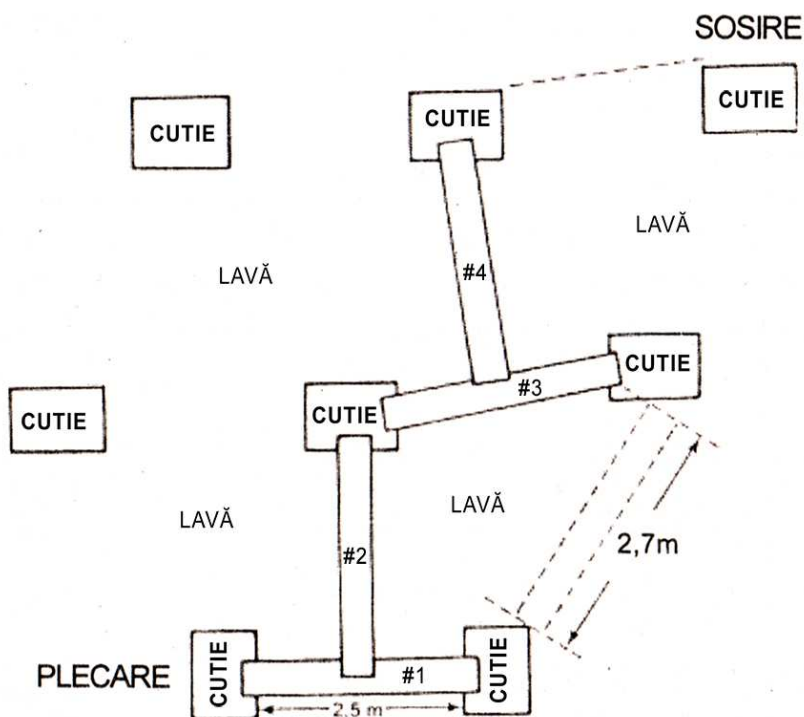 SOSIRE
CUTIE
CUTIE
CUTIE
LAVĂ
LAVĂ
#4
CUTIE
#3
CUTIE
CUTIE
LAVĂ
LAVĂ
2,7m
#2
PLECARE
CUTIE
#1
CUTIE
2,5 m